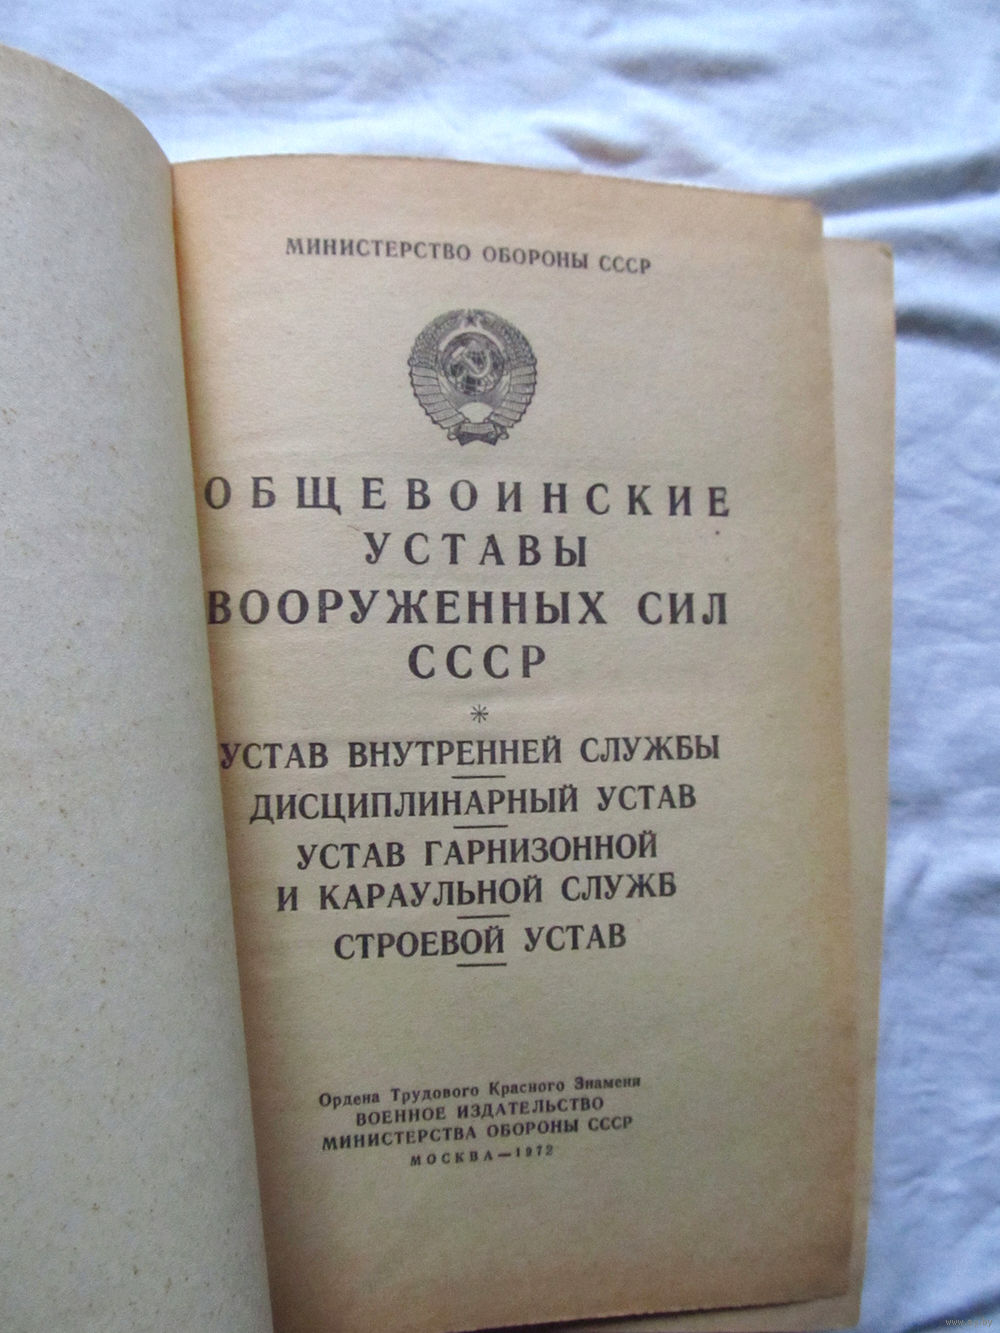 МИНИСТЕРСТВО ОБОРОНЫ СССР
ОБЩЕВОИНСКИЕ
УСТАВЫ
ВООРУЖЕННЫХ СИЛ
СССР
*
УСТАВ ВНУТРЕННЕЙ СЛУЖБЫ
ДИСЦИПЛИНАРНЫЙ УСТАВ
УСТАВ ГАРНИЗОННОЙ
И КАРАУЛЬНОЙ СЛУЖБ
СТРОЕВОЙ УСТАВ
Ордена Трудового Красного Знамени
ВОЕННОЕ ИЗДАТЕЛЬСТВО
МИНИСТЕРСТВА ОБОРОНЫ СССР
МОСКВА—1972